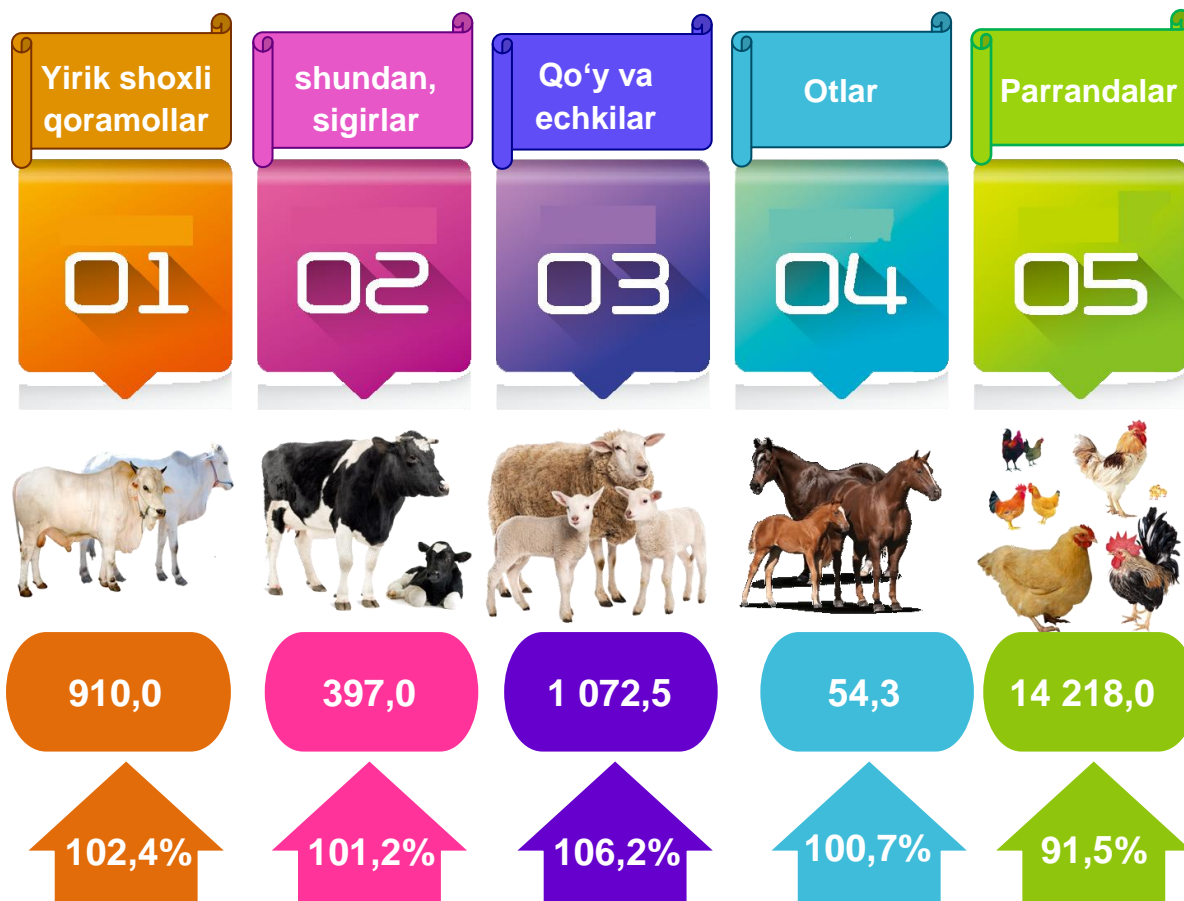 Yirik shoxli
qoramollar
shundan,
sigirlar
Qo‘y va
echkilar
Otlar
Parrandalar
01
02
03
04
05
910,0
397,0
1 072,5
54,3
14 218,0
102,4%
101,2%
106,2%
100,7%
91,5%